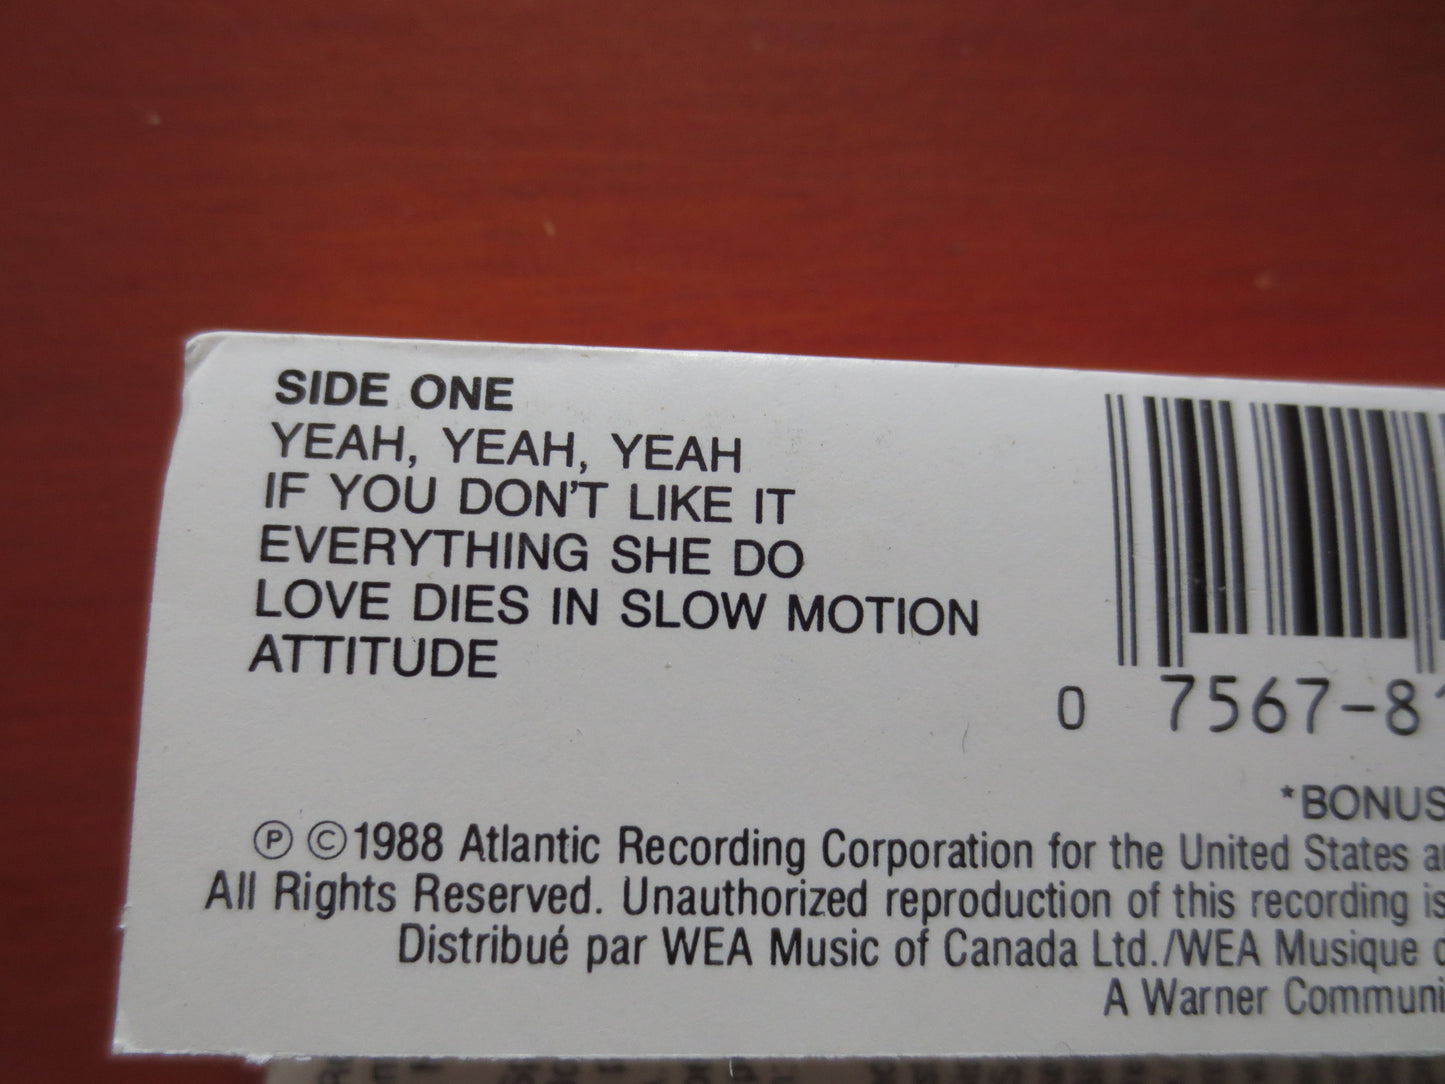 SIDE ONE
YEAH, YEAH, YEAH
IF YOU DON'T LIKE IT
EVERYTHING SHE DO
LOVE DIES IN SLOW MOTION
ATTITUDE
0 7567-8
*BONUS
Ⓟ ©1988 Atlantic Recording Corporation for the United States
All Rights Reserved. Unauthorized reproduction of this recording is
Distribué par WEA Music of Canada Ltd./WEA Musique
A Warner Communi